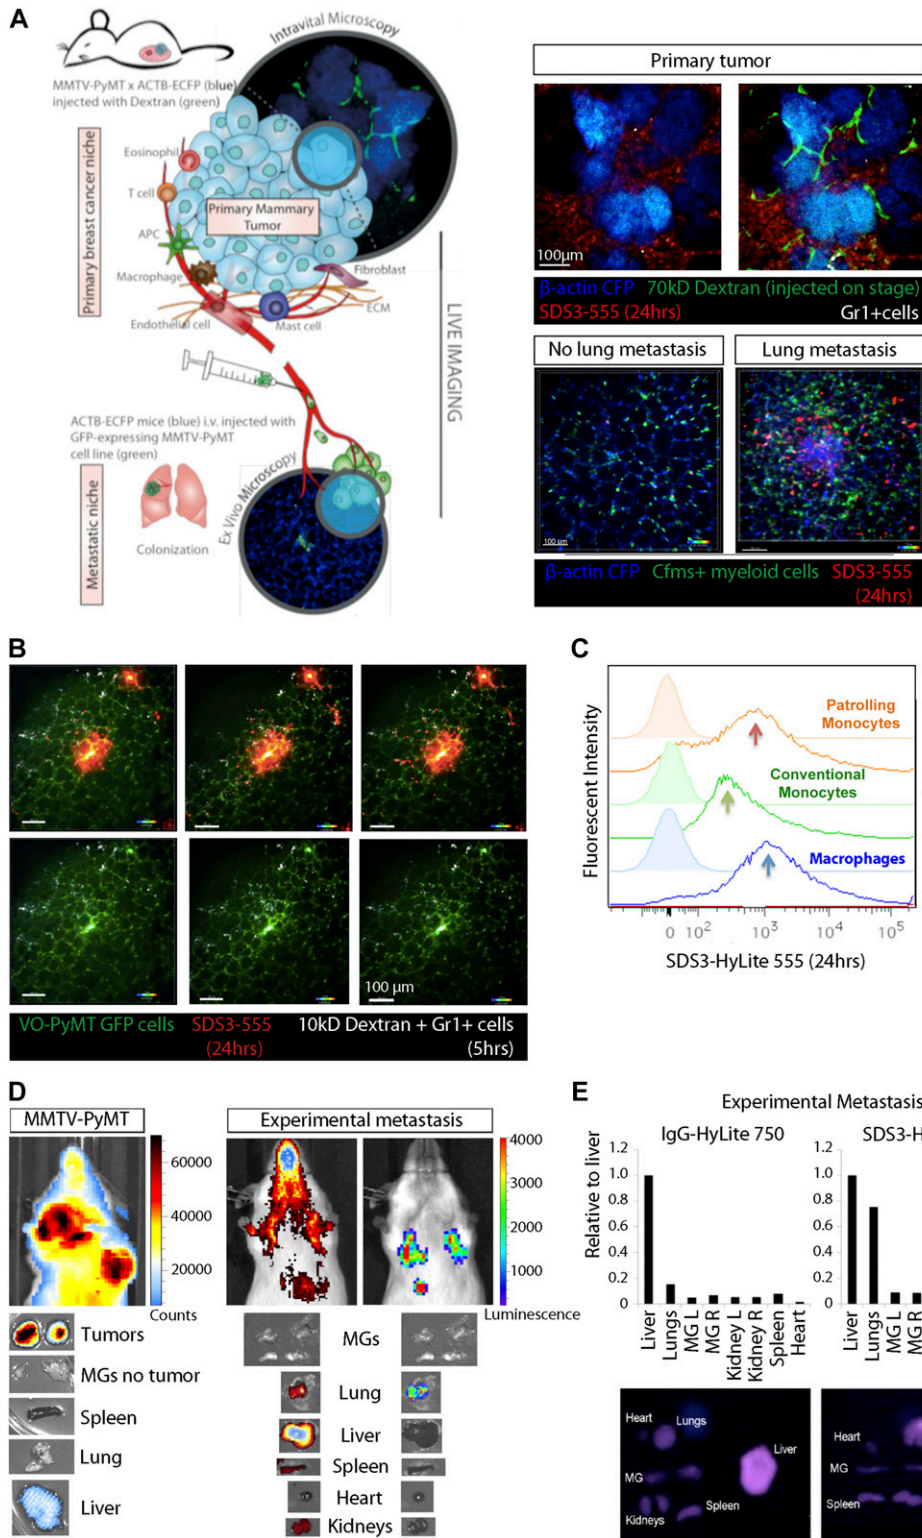 A
Intravital Microscopy
MMTV-PyMT x ACTB-ECFP (blue)
injected with Dextran (green)
Primary breast cancer niche
Eosinophil
T cell
APC
Macrophage
Endothelial cell
Primary Mammary
Tumor
Fibroblast
ECM
Mast cell
LIVE IMAGING
ACTB-ECFP mice (blue) i.v. injected with
GFP-expressing MMTV-PyMT
cell line (green)
Metastatic niche
Colonization
Ex Vivo Microscopy
Primary tumor
100µm
β-actin CFP 70kD Dextran (injected on stage)
SDS3-555 (24hrs) Gr1+cells
No lung metastasis
Lung metastasis
100 um
β-actin CFP Cfms+ myeloid cells SDS3-555
(24hrs)
B
100 µm
VO-PyMT GFP cells SDS3-555 10kD Dextran + Gr1+ cells
(24hrs) (5hrs)
C
Fluorescent Intensity
Patrolling
Monocytes
Conventional
Monocytes
Macrophages
0 10² 10³ 10⁴ 10⁵
SDS3-HyLite 555 (24hrs)
D
MMTV-PyMT
60000
40000
20000
Counts
Tumors
MGs no tumor
Spleen
Lung
Liver
Experimental metastasis
4000
3000
2000
1000
Luminescence
MGs
Lung
Liver
Spleen
Heart
Kidneys
E
Experimental Metastasis
IgG-HyLite 750
SDS3-H
Relative to liver
1.2
1
0.8
0.6
0.4
0.2
0
Liver
Lungs
MG L
MG R
Kidney L
Kidney R
Spleen
Heart
1.2
1
0.8
0.6
0.4
0.2
0
Liver
Lungs
MG L
MG R
Heart
Lungs
Liver
MG
Spleen
Kidneys
Heart
MG
Spleen